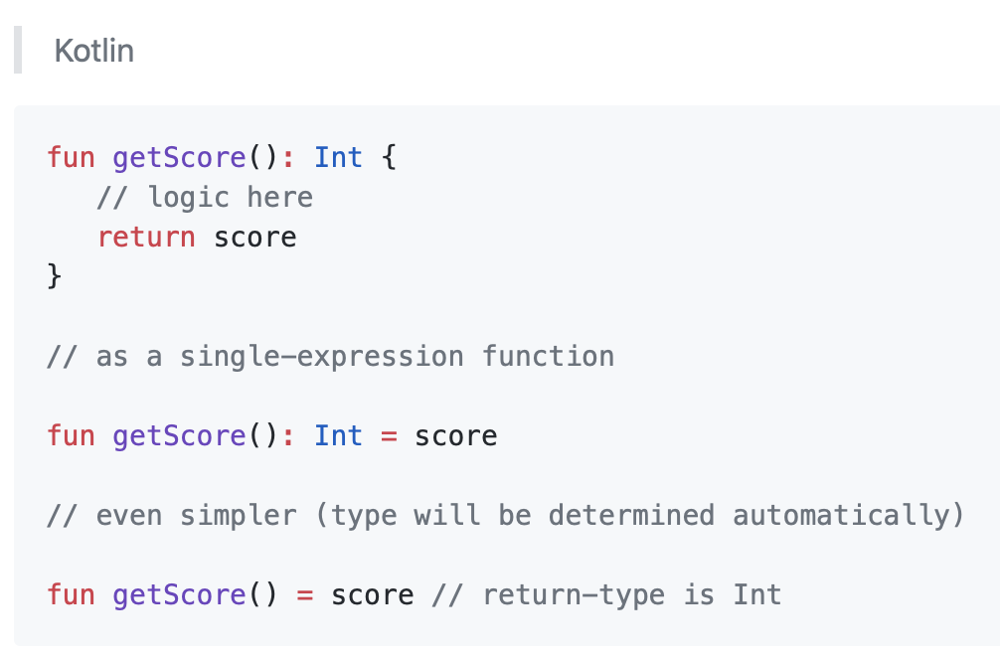 Kotlin
fun getScore(): Int {
// logic here
return score
}
// as a single-expression function
fun getScore(): Int = score
// even simpler (type will be determined automatically)
fun getScore() = score // return-type is Int